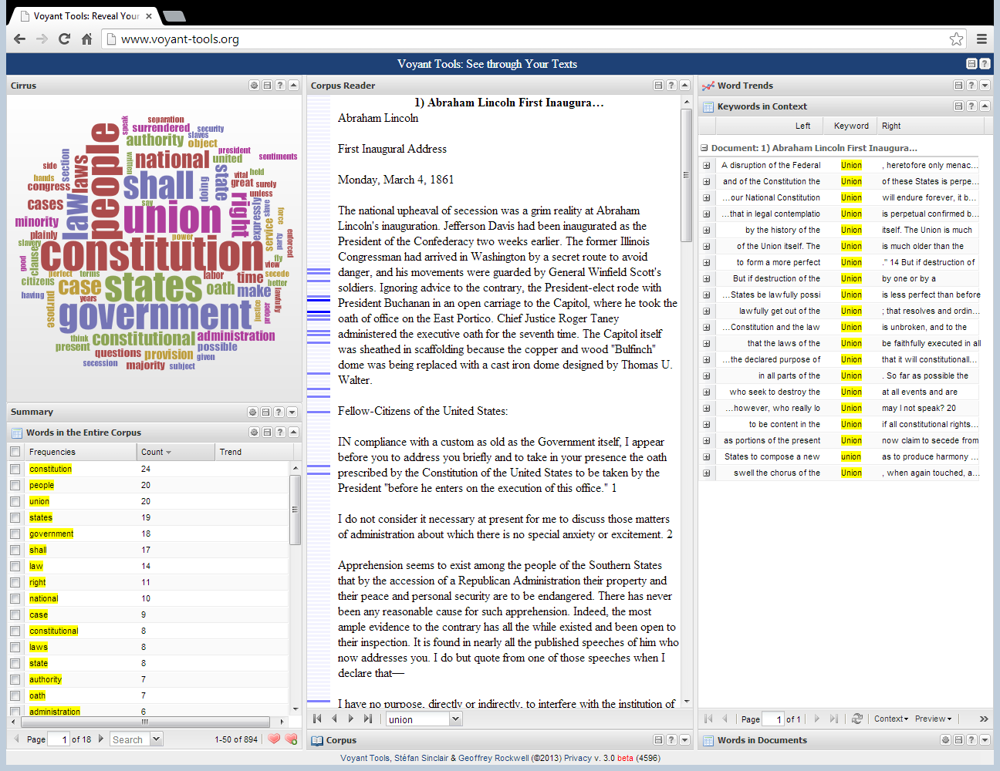 Voyant Tools: Reveal Your
www.voyant-tools.org
Voyant Tools: See through Your Texts
Cirrus
speak
separation
surrendered
security
slaves
authority
object
president
written
national
united
sentiments
people
laws
section
side
hands
congress
shall
state
doing
vital
held
great
surely
unless
cases
law
say
union
right
expressly
slave
service
force
party
enforced
minority
plainly
slavery
power
constitution
fly
view
good
clause
perfect
terms
labor
time
secede
citizens
case
states
oath
make
better
lawfully
having
purpose
years
government
justice
proper
think
constitutional
administration
present
possible
questions
provision
given
secession
majority
subject
Summary
Words in the Entire Corpus
Frequencies Count Trend
constitution 24
people 20
union 20
states 19
government 18
shall 17
law 14
right 11
national 10
case 9
constitutional 8
laws 8
state 8
authority 7
oath 7
administration 6
Page 1 of 18 Search 1-50 of 894
Corpus Reader
1) Abraham Lincoln First Inaugura…
Abraham Lincoln
First Inaugural Address
Monday, March 4, 1861
The national upheaval of secession was a grim reality at Abraham
Lincoln's inauguration. Jefferson Davis had been inaugurated as the
President of the Confederacy two weeks earlier. The former Illinois
Congressman had arrived in Washington by a secret route to avoid
danger, and his movements were guarded by General Winfield Scott's
soldiers. Ignoring advice to the contrary, the President-elect rode with
President Buchanan in an open carriage to the Capitol, where he took the
oath of office on the East Portico. Chief Justice Roger Taney
administered the executive oath for the seventh time. The Capitol itself
was sheathed in scaffolding because the copper and wood "Bulfinch"
dome was being replaced with a cast iron dome designed by Thomas U.
Walter.
Fellow-Citizens of the United States:
IN compliance with a custom as old as the Government itself, I appear
before you to address you briefly and to take in your presence the oath
prescribed by the Constitution of the United States to be taken by the
President "before he enters on the execution of this office." 1
I do not consider it necessary at present for me to discuss those matters
of administration about which there is no special anxiety or excitement. 2
Apprehension seems to exist among the people of the Southern States
that by the accession of a Republican Administration their property and
their peace and personal security are to be endangered. There has never
been any reasonable cause for such apprehension. Indeed, the most
ample evidence to the contrary has all the while existed and been open to
their inspection. It is found in nearly all the published speeches of him who
now addresses you. I do but quote from one of those speeches when I
declare that—
I have no purpose, directly or indirectly, to interfere with the institution of
union
Corpus
Word Trends
Keywords in Context
Left Keyword Right
Document: 1) Abraham Lincoln First Inaugura...
A disruption of the Federal Union , heretofore only menac...
and of the Constitution the Union of these States is perpe...
...our National Constitution Union will endure forever, it b...
...that in legal contemplatio Union is perpetual confirmed b...
by the history of the Union itself. The Union is much
of the Union itself. The Union is much older than the
to form a more perfect Union ." 14 But if destruction of
But if destruction of the Union by one or by a
...States be lawfully possi Union is less perfect than before
lawfully get out of the Union ; that resolves and ordin...
...Constitution and the law Union is unbroken, and to the
that the laws of the Union be faithfully executed in all
...the declared purpose of Union that it will constitutionall...
in all parts of the Union . So far as possible the
who seek to destroy the Union at all events and are
...however, who really lo Union may I not speak? 20
to be content in the Union if all constitutional rights...
as portions of the present Union now claim to secede from
States to compose a new union as to produce harmony ...
swell the chorus of the Union , when again touched, a...
Page 1 of 1 Context Preview
Words in Documents
Voyant Tools, Stéfan Sinclair & Geoffrey Rockwell (©2013) Privacy v. 3.0 beta (4596)